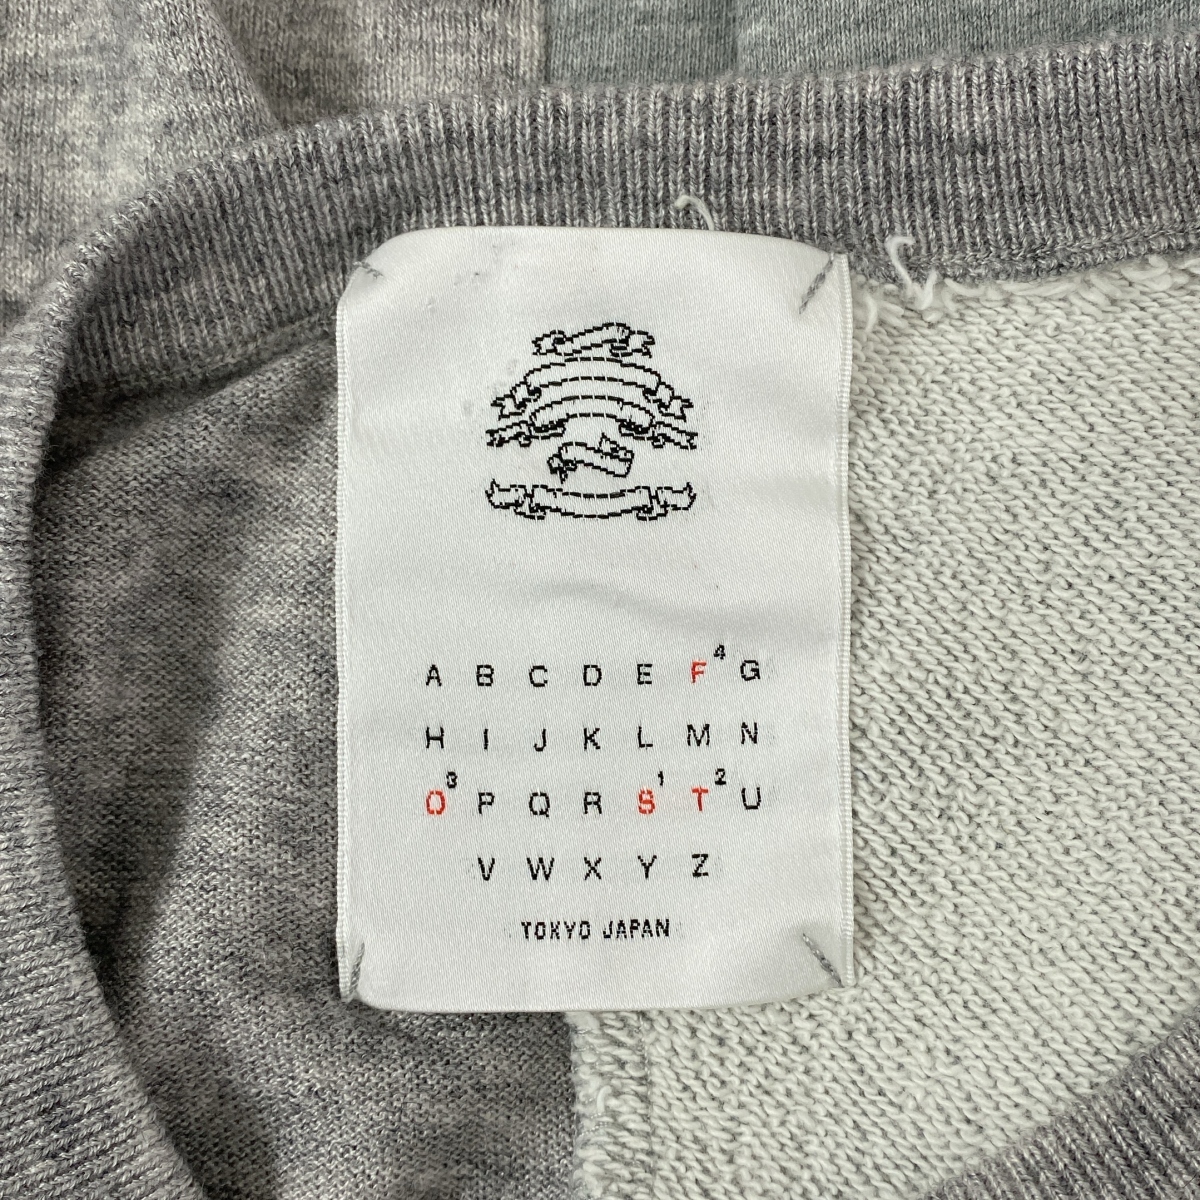 A B C D E F 4 G
H I J K L M N
O 3 P Q R S 1 T 2 U
V W X Y Z
TOKYO JAPAN